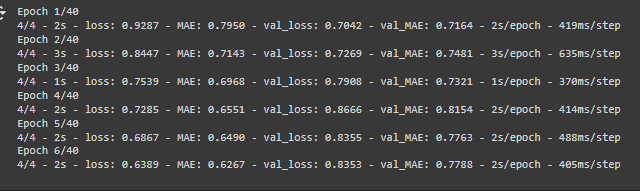 Epoch 1/40
4/4 - 2s - loss: 0.9287 - MAE: 0.7950 - val_loss: 0.7042 - val_MAE: 0.7164 - 2s/epoch - 419ms/step
Epoch 2/40
4/4 - 3s - loss: 0.8447 - MAE: 0.7143 - val_loss: 0.7269 - val_MAE: 0.7481 - 3s/epoch - 635ms/step
Epoch 3/40
4/4 - 1s - loss: 0.7539 - MAE: 0.6968 - val_loss: 0.7908 - val_MAE: 0.7321 - 1s/epoch - 370ms/step
Epoch 4/40
4/4 - 2s - loss: 0.7285 - MAE: 0.6551 - val_loss: 0.8666 - val_MAE: 0.8154 - 2s/epoch - 414ms/step
Epoch 5/40
4/4 - 2s - loss: 0.6867 - MAE: 0.6490 - val_loss: 0.8355 - val_MAE: 0.7763 - 2s/epoch - 488ms/step
Epoch 6/40
4/4 - 2s - loss: 0.6389 - MAE: 0.6267 - val_loss: 0.8353 - val_MAE: 0.7788 - 2s/epoch - 405ms/step